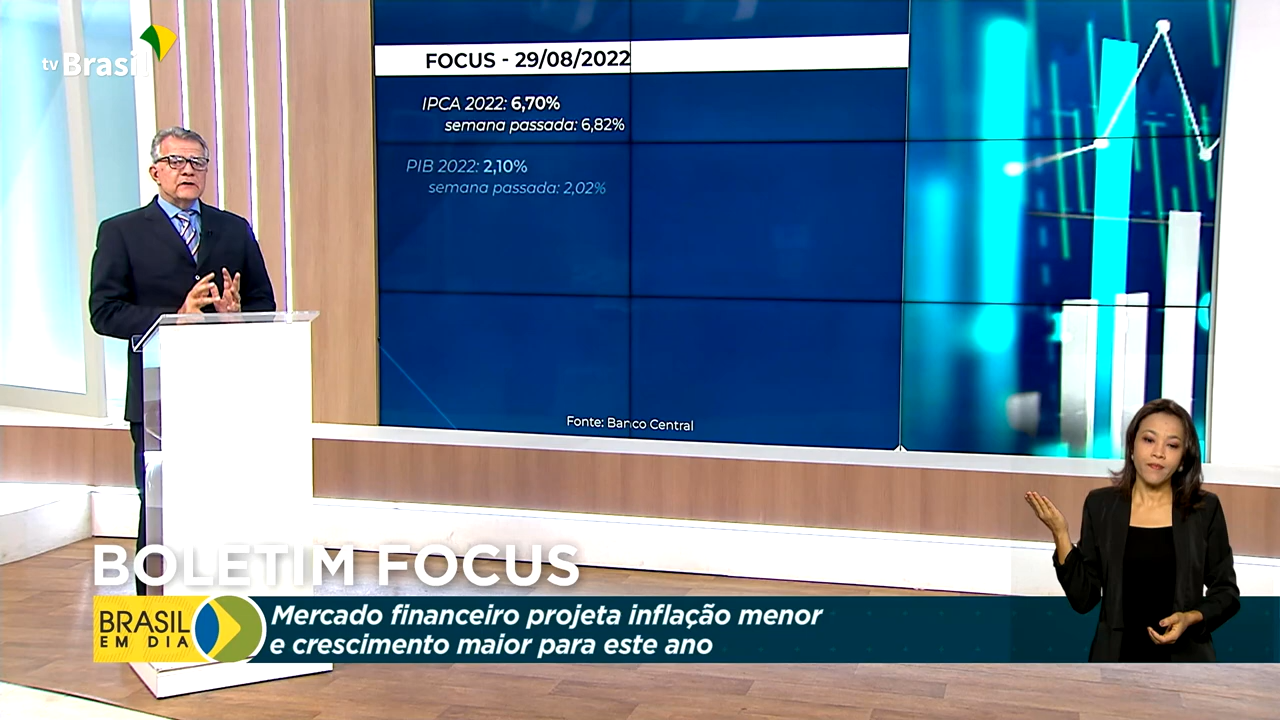 tv Brasil
FOCUS - 29/08/2022
IPCA 2022: 6,70%
semana passada: 6,82%
PIB 2022: 2,10%
semana passada: 2,02%
Fonte: Banco Central
BOLETIM FOCUS
BRASIL
EM DIA
Mercado financeiro projeta inflação menor
e crescimento maior para este ano